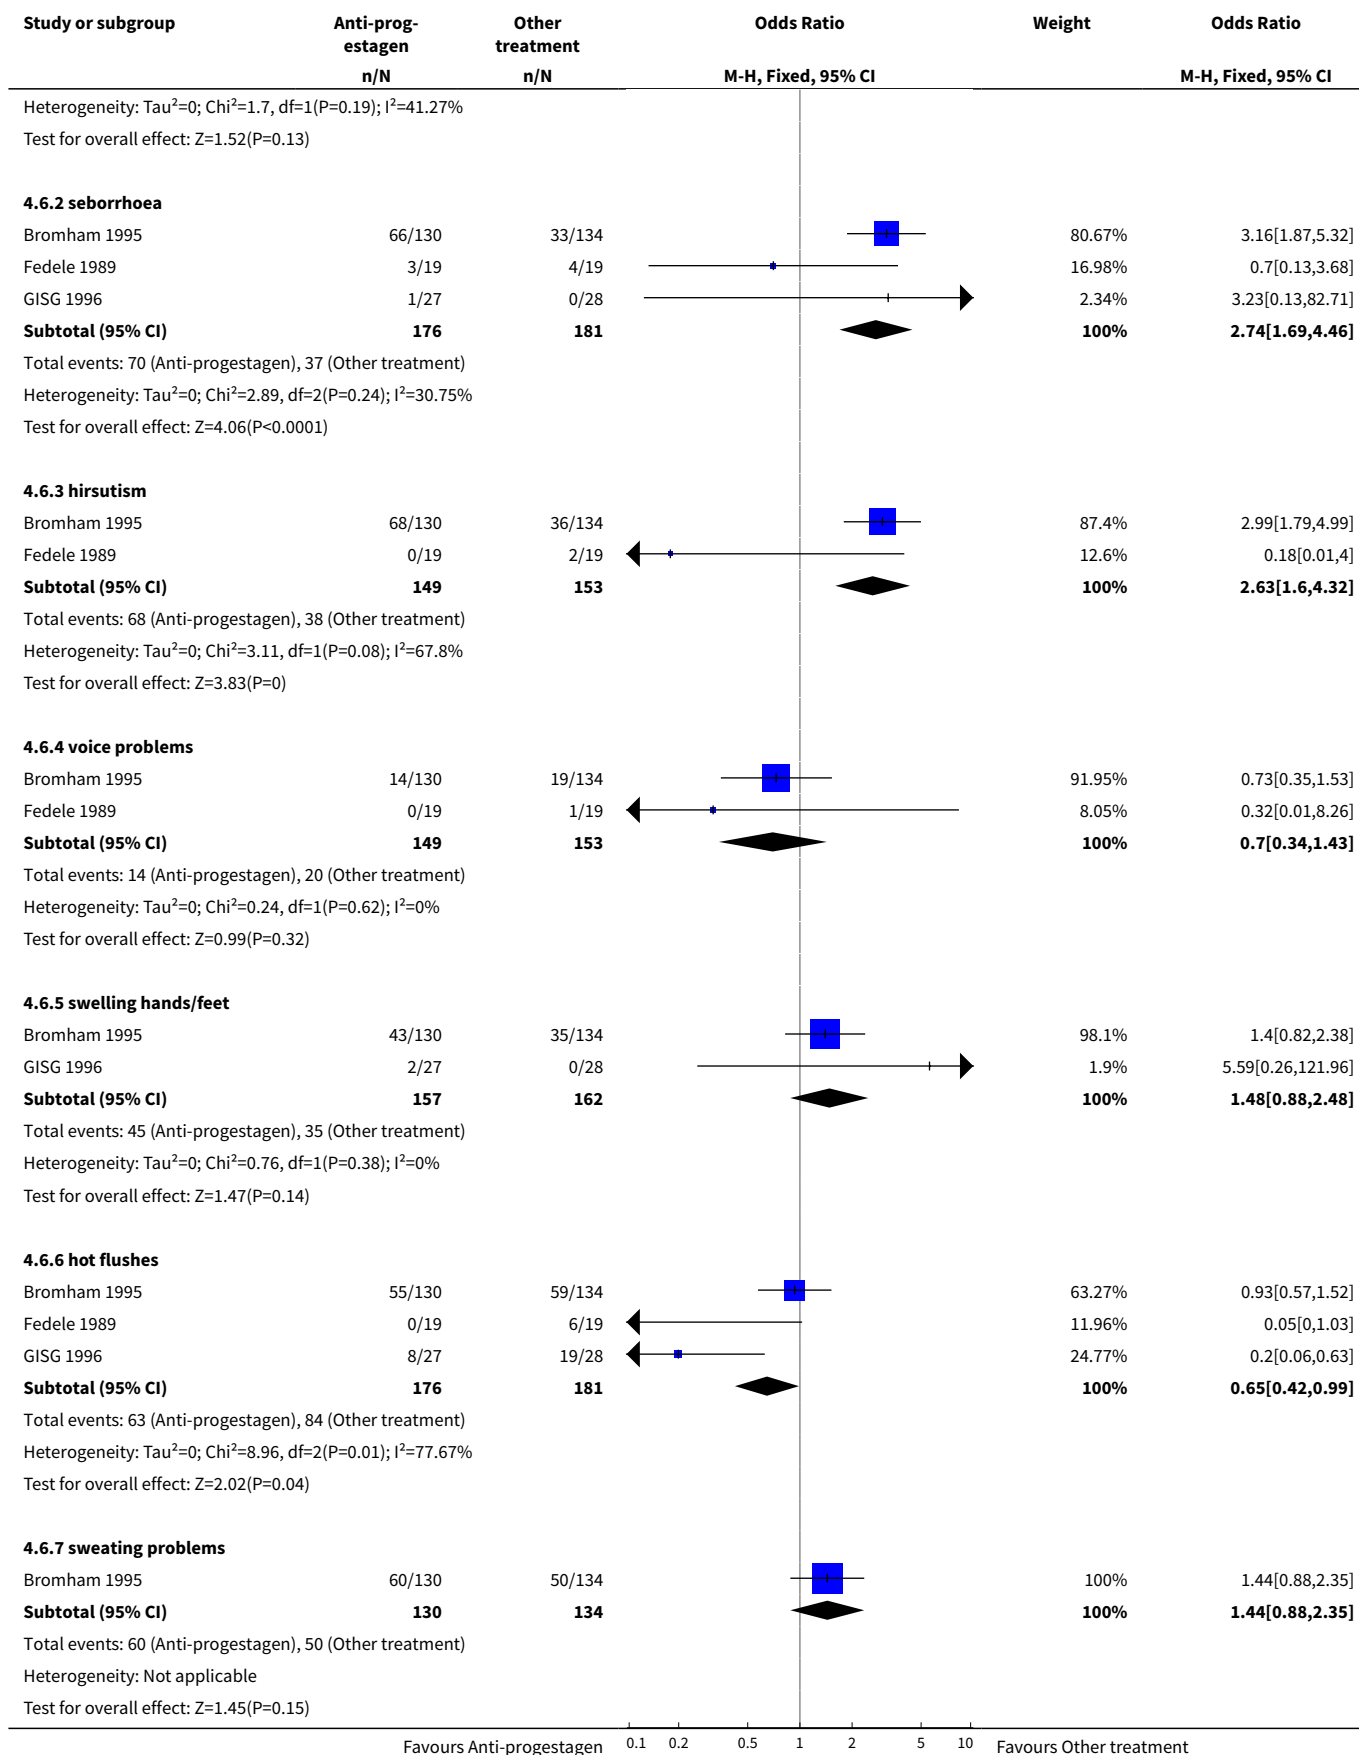 Study or subgroup Anti-prog- Other Odds Ratio Weight Odds Ratio
estagen treatment
n/N n/N M-H, Fixed, 95% CI M-H, Fixed, 95% CI
Heterogeneity: Tau²=0; Chi²=1.7, df=1(P=0.19); I²=41.27%
Test for overall effect: Z=1.52(P=0.13)
4.6.2 seborrhoea
Bromham 1995 66/130 33/134 80.67% 3.16[1.87,5.32]
Fedele 1989 3/19 4/19 16.98% 0.7[0.13,3.68]
GISG 1996 1/27 0/28 2.34% 3.23[0.13,82.71]
Subtotal (95% CI) 176 181 100% 2.74[1.69,4.46]
Total events: 70 (Anti-progestagen), 37 (Other treatment)
Heterogeneity: Tau²=0; Chi²=2.89, df=2(P=0.24); I²=30.75%
Test for overall effect: Z=4.06(P<0.0001)
4.6.3 hirsutism
Bromham 1995 68/130 36/134 87.4% 2.99[1.79,4.99]
Fedele 1989 0/19 2/19 12.6% 0.18[0.01,4]
Subtotal (95% CI) 149 153 100% 2.63[1.6,4.32]
Total events: 68 (Anti-progestagen), 38 (Other treatment)
Heterogeneity: Tau²=0; Chi²=3.11, df=1(P=0.08); I²=67.8%
Test for overall effect: Z=3.83(P=0)
4.6.4 voice problems
Bromham 1995 14/130 19/134 91.95% 0.73[0.35,1.53]
Fedele 1989 0/19 1/19 8.05% 0.32[0.01,8.26]
Subtotal (95% CI) 149 153 100% 0.7[0.34,1.43]
Total events: 14 (Anti-progestagen), 20 (Other treatment)
Heterogeneity: Tau²=0; Chi²=0.24, df=1(P=0.62); I²=0%
Test for overall effect: Z=0.99(P=0.32)
4.6.5 swelling hands/feet
Bromham 1995 43/130 35/134 98.1% 1.4[0.82,2.38]
GISG 1996 2/27 0/28 1.9% 5.59[0.26,121.96]
Subtotal (95% CI) 157 162 100% 1.48[0.88,2.48]
Total events: 45 (Anti-progestagen), 35 (Other treatment)
Heterogeneity: Tau²=0; Chi²=0.76, df=1(P=0.38); I²=0%
Test for overall effect: Z=1.47(P=0.14)
4.6.6 hot flushes
Bromham 1995 55/130 59/134 63.27% 0.93[0.57,1.52]
Fedele 1989 0/19 6/19 11.96% 0.05[0,1.03]
GISG 1996 8/27 19/28 24.77% 0.2[0.06,0.63]
Subtotal (95% CI) 176 181 100% 0.65[0.42,0.99]
Total events: 63 (Anti-progestagen), 84 (Other treatment)
Heterogeneity: Tau²=0; Chi²=8.96, df=2(P=0.01); I²=77.67%
Test for overall effect: Z=2.02(P=0.04)
4.6.7 sweating problems
Bromham 1995 60/130 50/134 100% 1.44[0.88,2.35]
Subtotal (95% CI) 130 134 100% 1.44[0.88,2.35]
Total events: 60 (Anti-progestagen), 50 (Other treatment)
Heterogeneity: Not applicable
Test for overall effect: Z=1.45(P=0.15)
Favours Anti-progestagen 0.1 0.2 0.5 1 2 5 10 Favours Other treatment